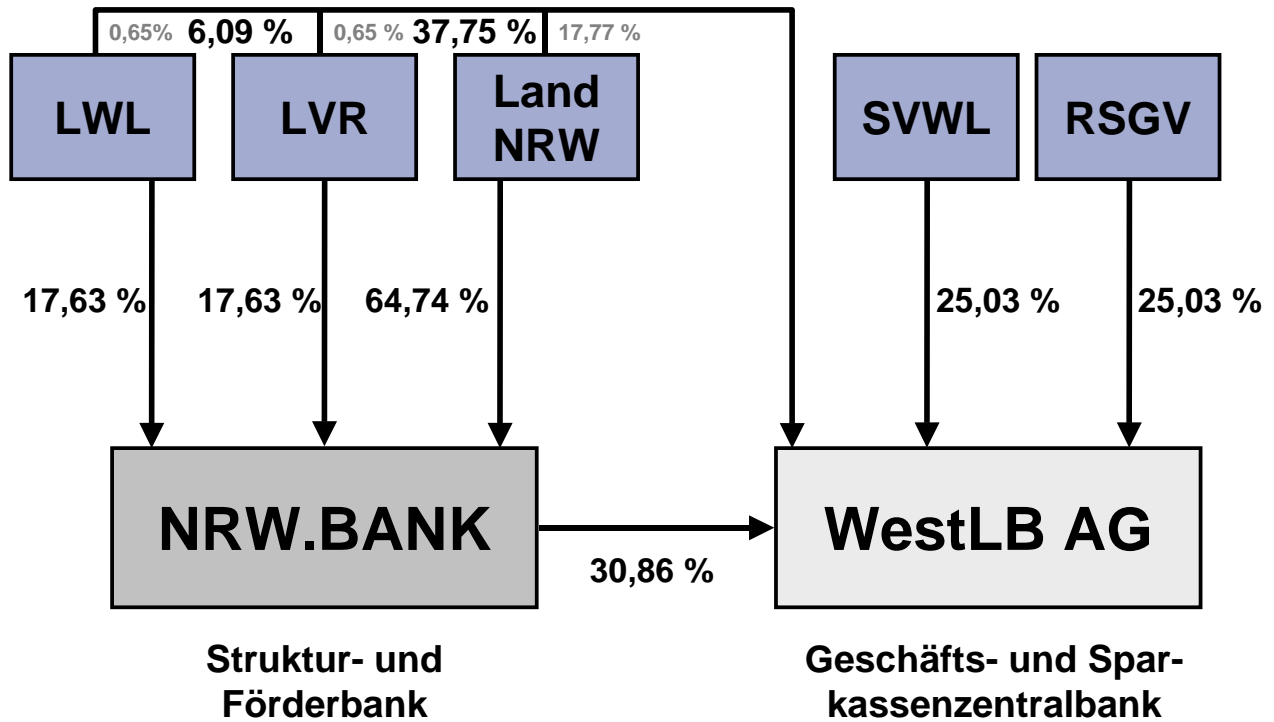 0,65% 6,09 % 0,65 % 37,75 % 17,77 %
LWL
LVR
Land
NRW
SVWL
RSGV
17,63 %
17,63 %
64,74 %
25,03 %
25,03 %
NRW.BANK
30,86 %
WestLB AG
Struktur- und
Förderbank
Geschäfts- und Spar-
kassenzentralbank